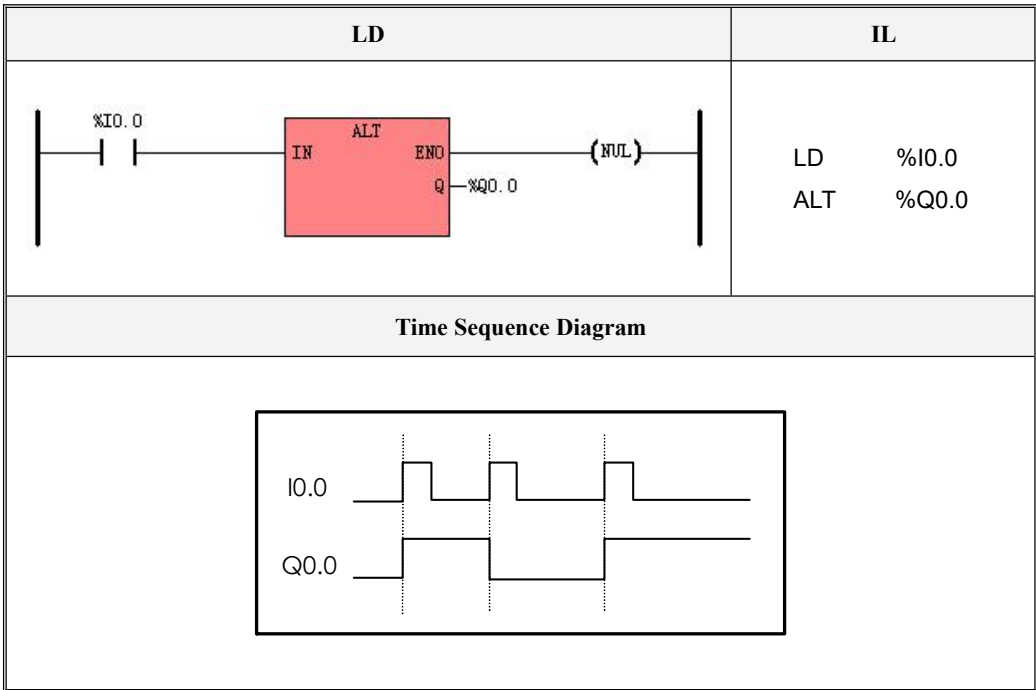 LD
IL
%I0.0
ALT
IN
ENO
(NUL)
Q
%Q0.0
LD %I0.0
ALT %Q0.0
Time Sequence Diagram
I0.0
Q0.0